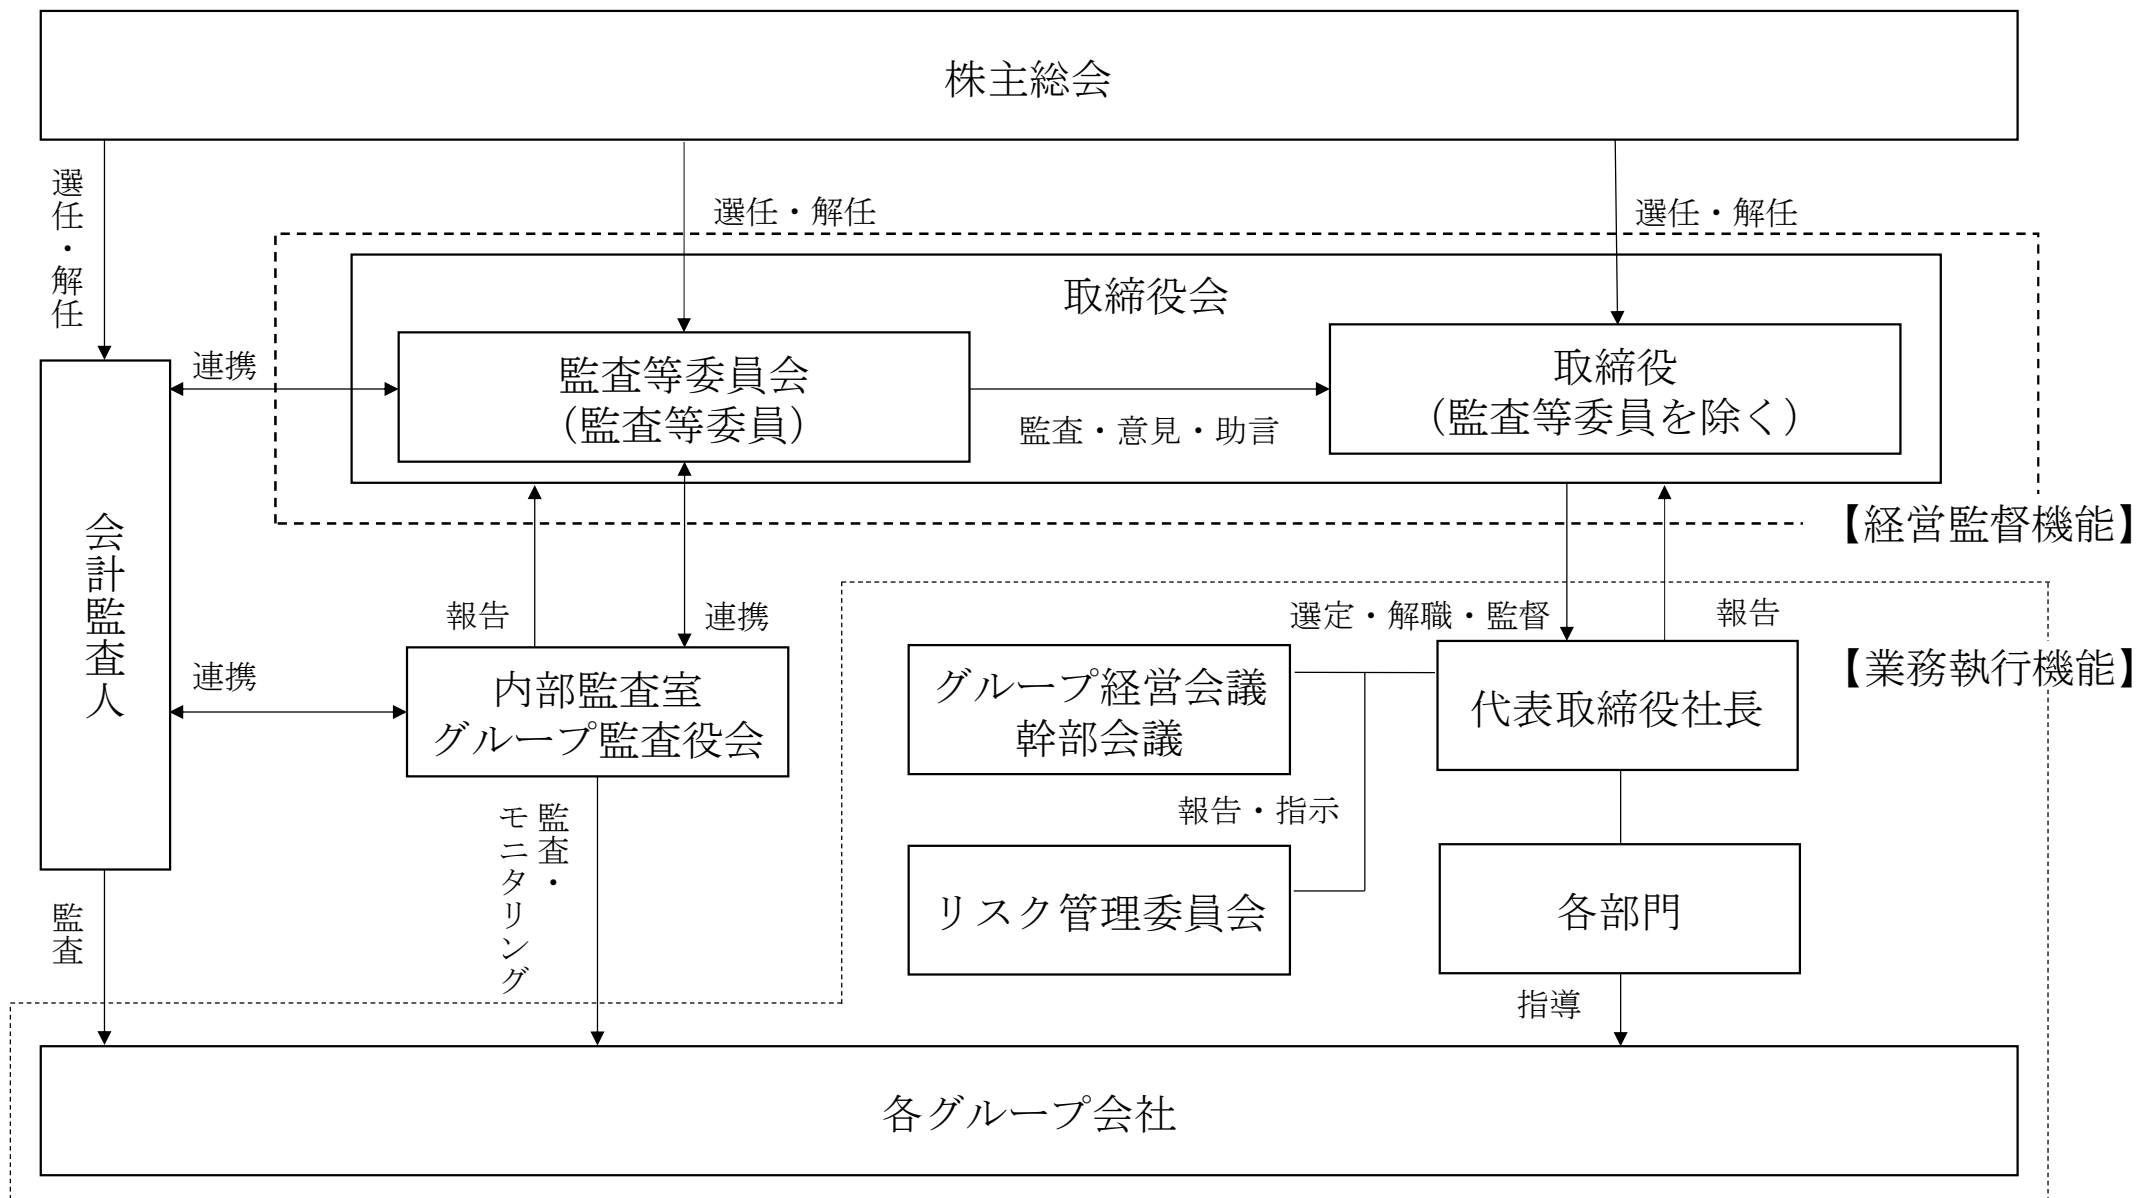 株主総会
選任・解任
選任・解任
選任・解任
取締役会
連携
監査等委員会
（監査等委員）
監査・意見・助言
取締役
（監査等委員を除く）
【経営監督機能】
会計監査人
報告
連携
選定・解職・監督
報告
連携
内部監査室
グループ監査役会
グループ経営会議
幹部会議
代表取締役社長
【業務執行機能】
報告・指示
監査・
モニタリング
リスク管理委員会
各部門
監査
指導
各グループ会社